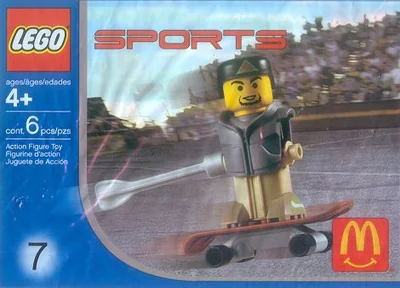 LEGO
SPORTS
ages/âges/edades
4+
cont. 6 pcs/pzs
Action Figure Toy
Figurine d'action
Juguete de Acción
7